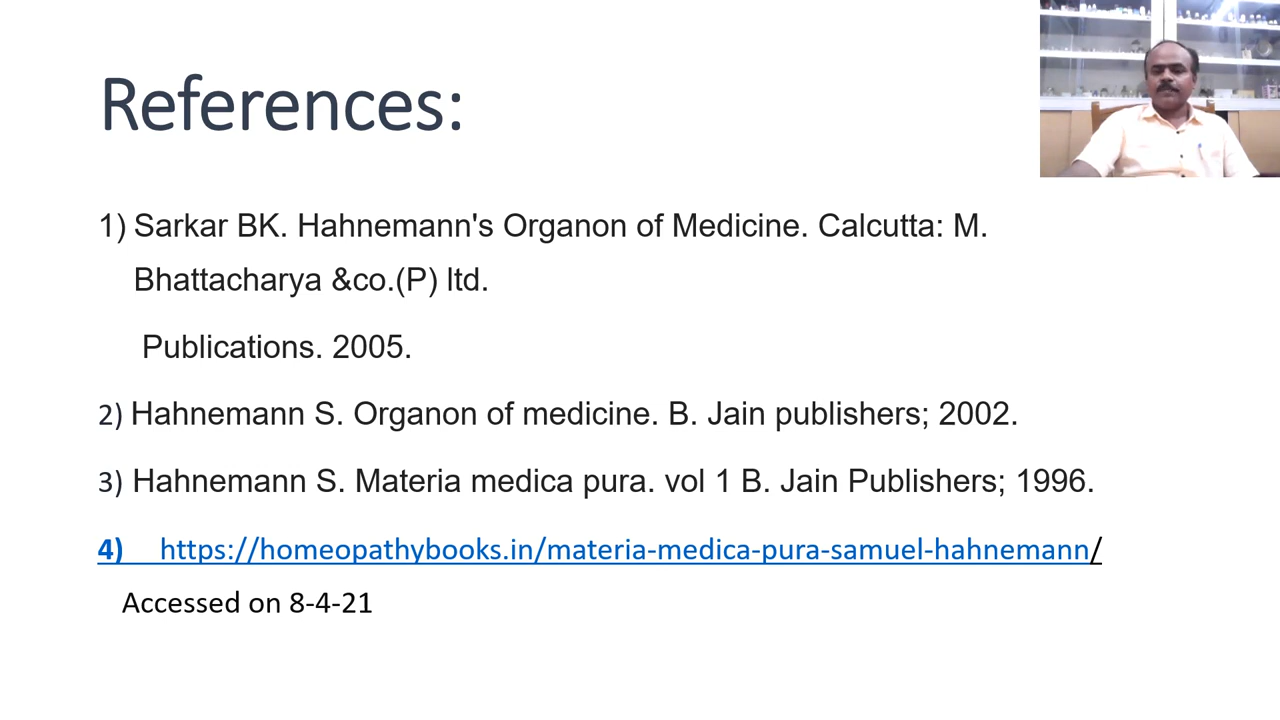 References:
1) Sarkar BK. Hahnemann's Organon of Medicine. Calcutta: M.
Bhattacharya &co.(P) ltd.
Publications. 2005.
2) Hahnemann S. Organon of medicine. B. Jain publishers; 2002.
3) Hahnemann S. Materia medica pura. vol 1 B. Jain Publishers; 1996.
4) https://homeopathybooks.in/materia-medica-pura-samuel-hahnemann/
Accessed on 8-4-21